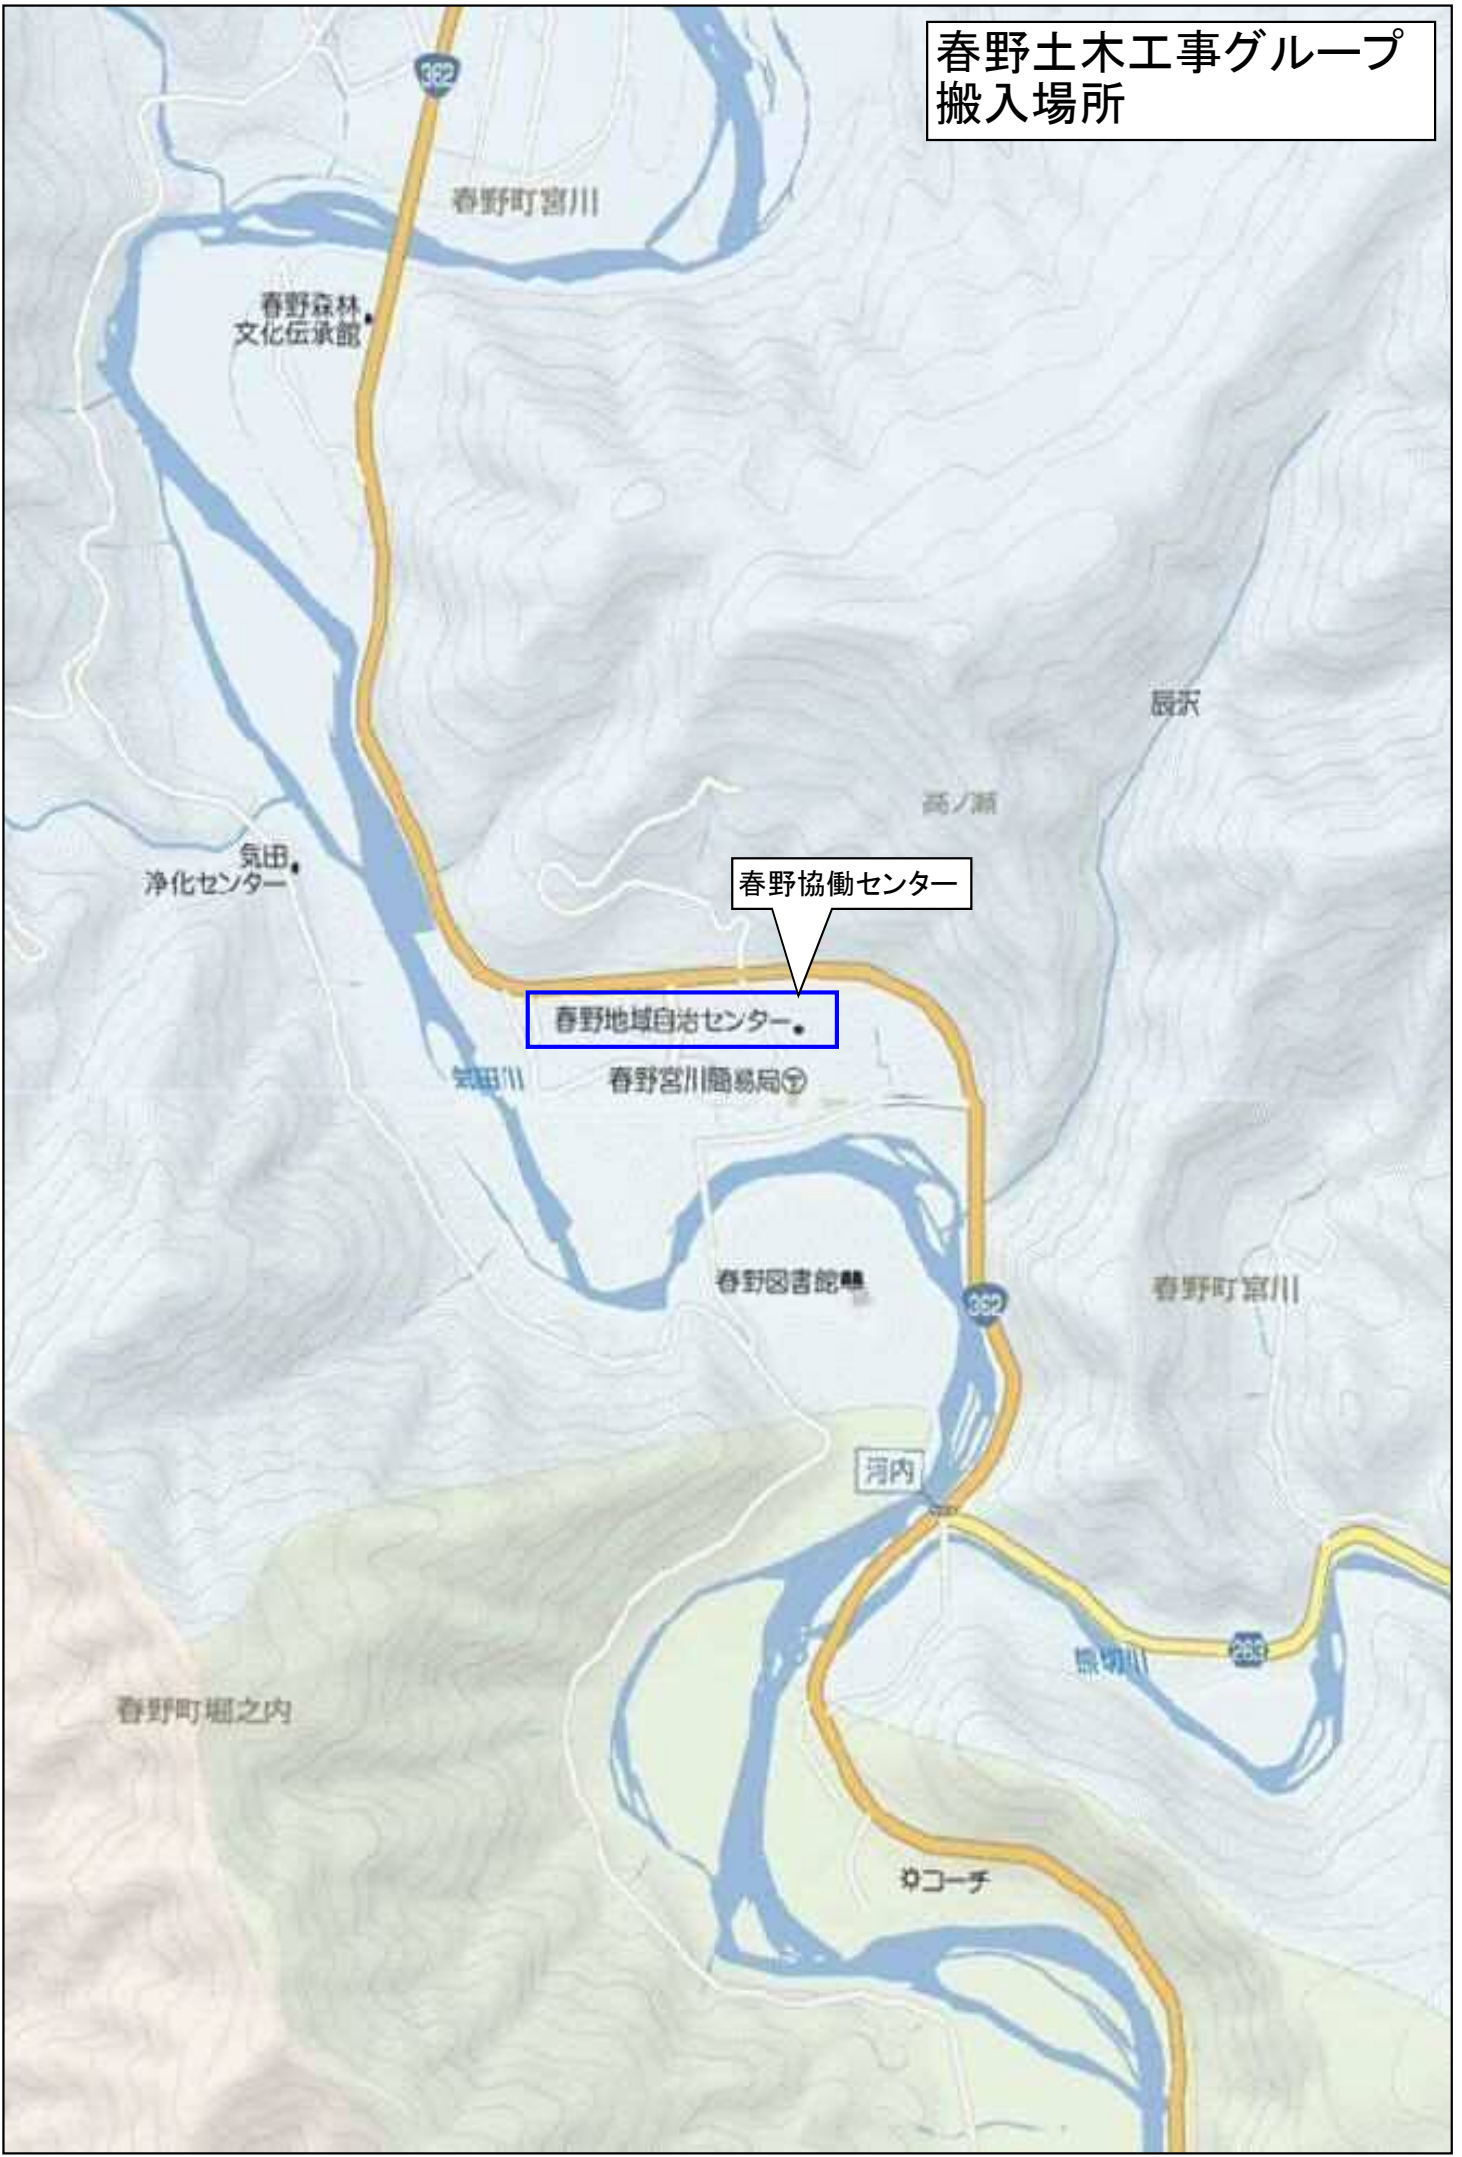 春野土木工事グループ
搬入場所
362
春野町宮川
春野森林
文化伝承館
辰沢
高ノ瀬
気田
浄化センター
春野協働センター
春野地域自治センター
気田川
春野宮川簡易局
春野図書館
362
春野町宮川
河内
263
春野町堀之内
コーチ